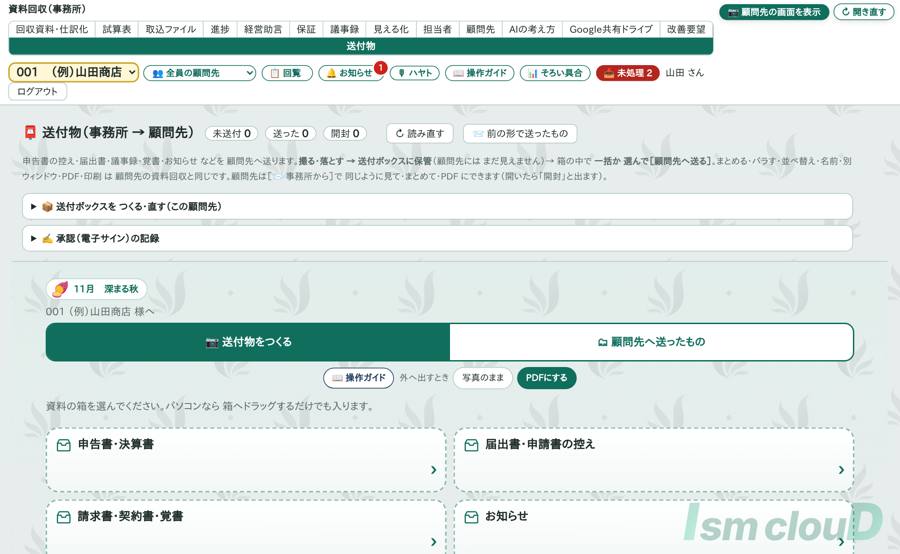 資料回収（事務所）
📷 顧問先の画面を表示
↻ 開き直す
回収資料・仕訳化 試算表 取込ファイル 進捗 経営助言 保証 議事録 見える化 担当者 顧問先 AIの考え方 Google共有ドライブ 改善要望
送付物
001 （例）山田商店 👥 全員の顧問先 📋 回覧 🔔 お知らせ 1 🎙 ハヤト 📖 操作ガイド 📊 そろい具合 📥 未処理 2 山田 さん
ログアウト
📮 送付物（事務所 → 顧問先） 未送付 0 送った 0 開封 0 ↻ 読み直す 📨 前の形で送ったもの
申告書の控え・届出書・議事録・覚書・お知らせ などを 顧問先へ送ります。撮る・落とす → 送付ボックスに保管（顧問先には まだ見えません）→ 箱の中で 一括か 選んで［顧問先へ送る］。まとめる・バラす・並べ替え・名前・別
ウィンドウ・PDF・印刷 は 顧問先の資料回収と同じです。顧問先は［📨事務所から］で 同じように見て・まとめて・PDF にできます（開いたら「開封」と出ます）。
▶ 📦 送付ボックスを つくる・直す（この顧問先）
▶ ✍ 承認（電子サイン）の記録
🍠 11月 深まる秋
001 （例）山田商店 様へ
📷 送付物をつくる
🗂 顧問先へ送ったもの
📖 操作ガイド 外へ出すとき 写真のまま PDFにする
資料の箱を選んでください。パソコンなら 箱へドラッグするだけでも入ります。
申告書・決算書
届出書・申請書の控え
請求書・契約書・覚書
お知らせ
Ism clouD